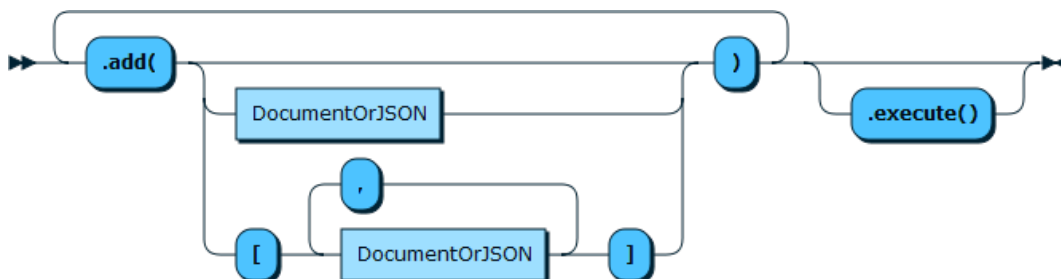 .add(
)
DocumentOrJSON
.execute()
,
[
DocumentOrJSON
]